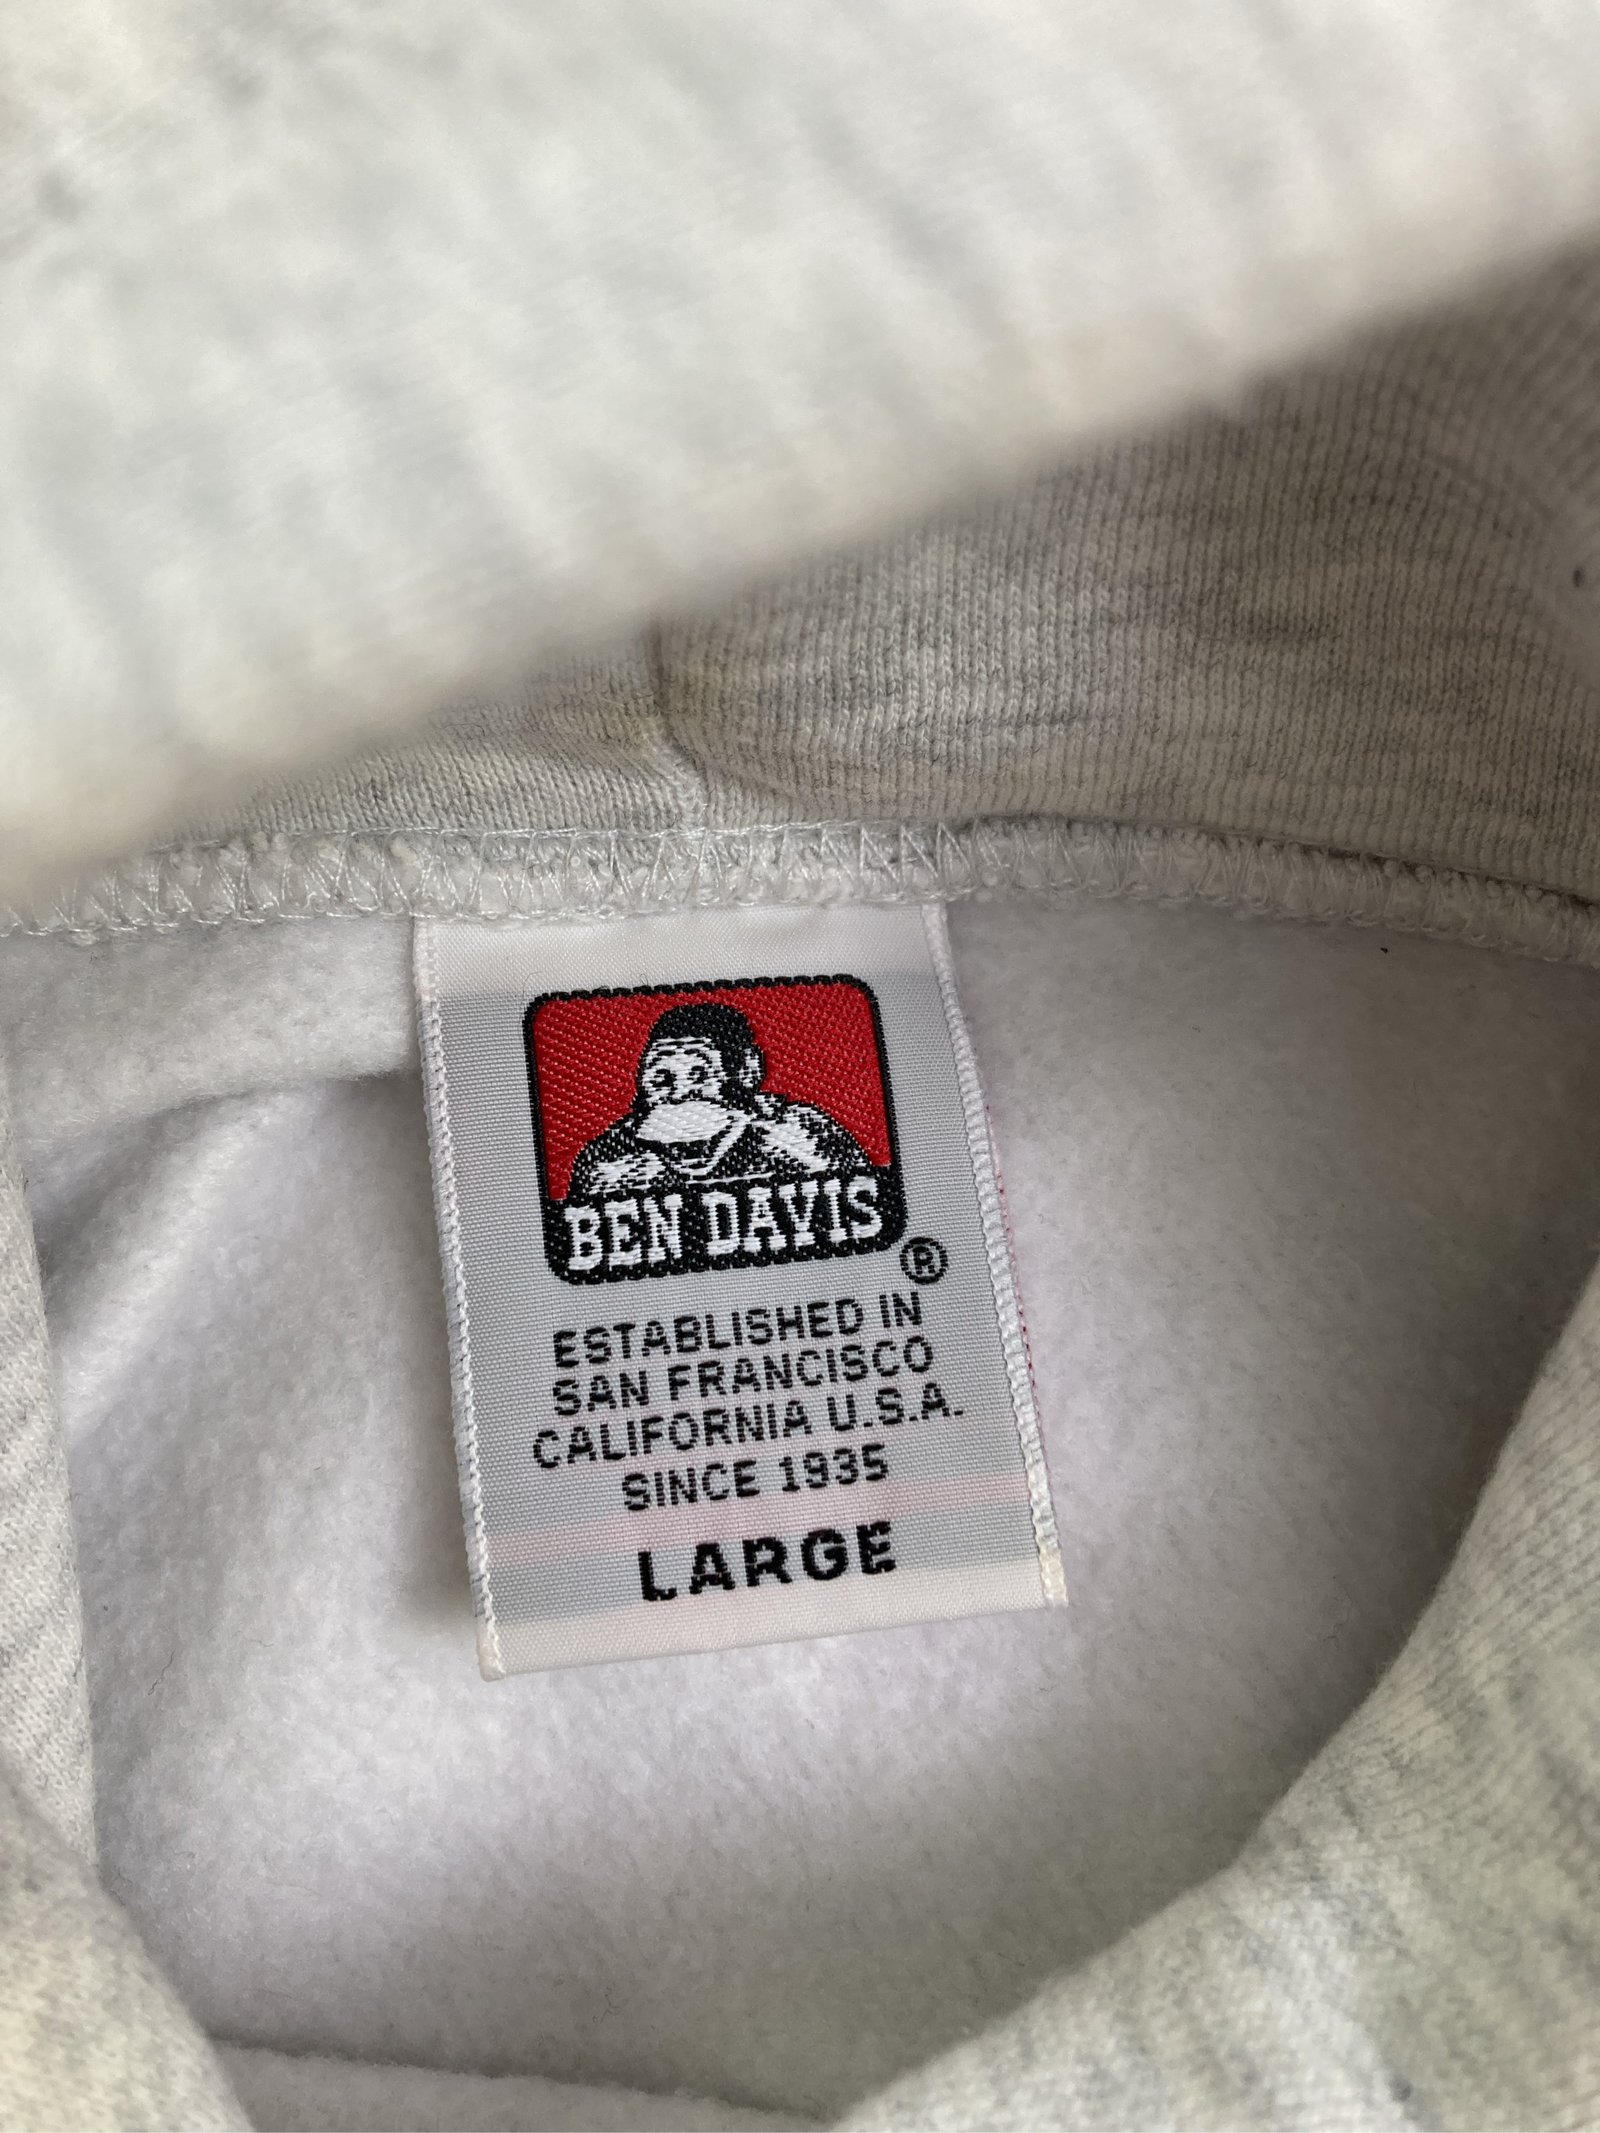 BEN DAVIS
®
ESTABLISHED IN
SAN FRANCISCO
CALIFORNIA U.S.A.
SINCE 1935
LARGE